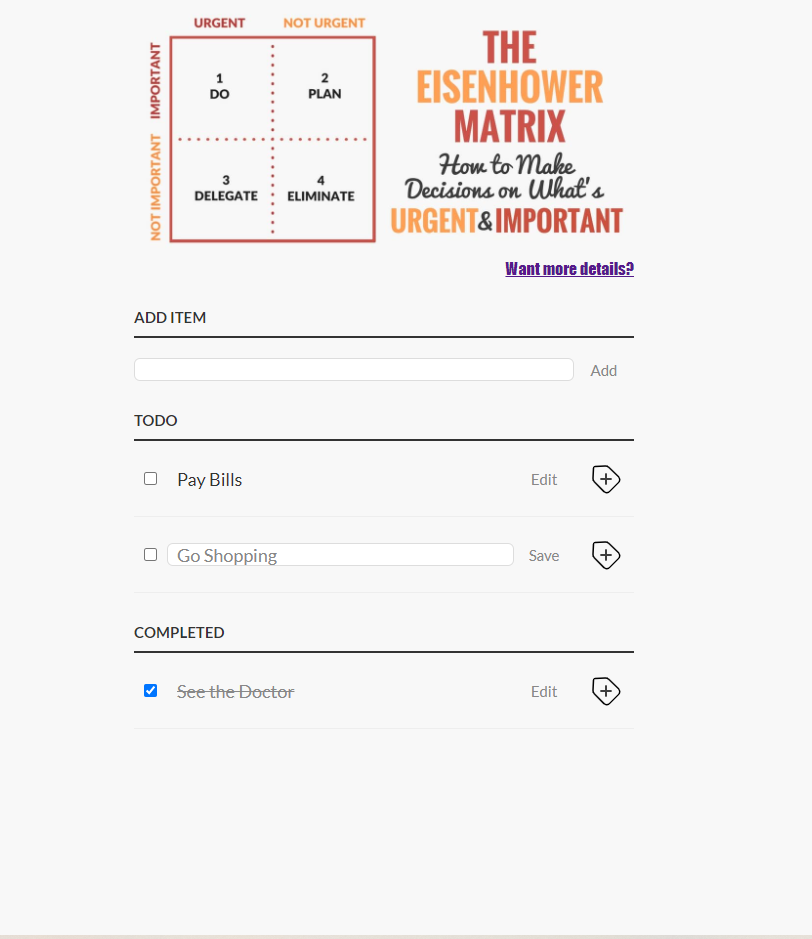 URGENT NOT URGENT
IMPORTANT
NOT IMPORTANT
1
DO
2
PLAN
3
DELEGATE
4
ELIMINATE
THE
EISENHOWER
MATRIX
How to Make
Decisions on What's
URGENT&IMPORTANT
Want more details?
ADD ITEM
Add
TODO
Pay Bills Edit
Go Shopping Save
COMPLETED
See the Doctor Edit